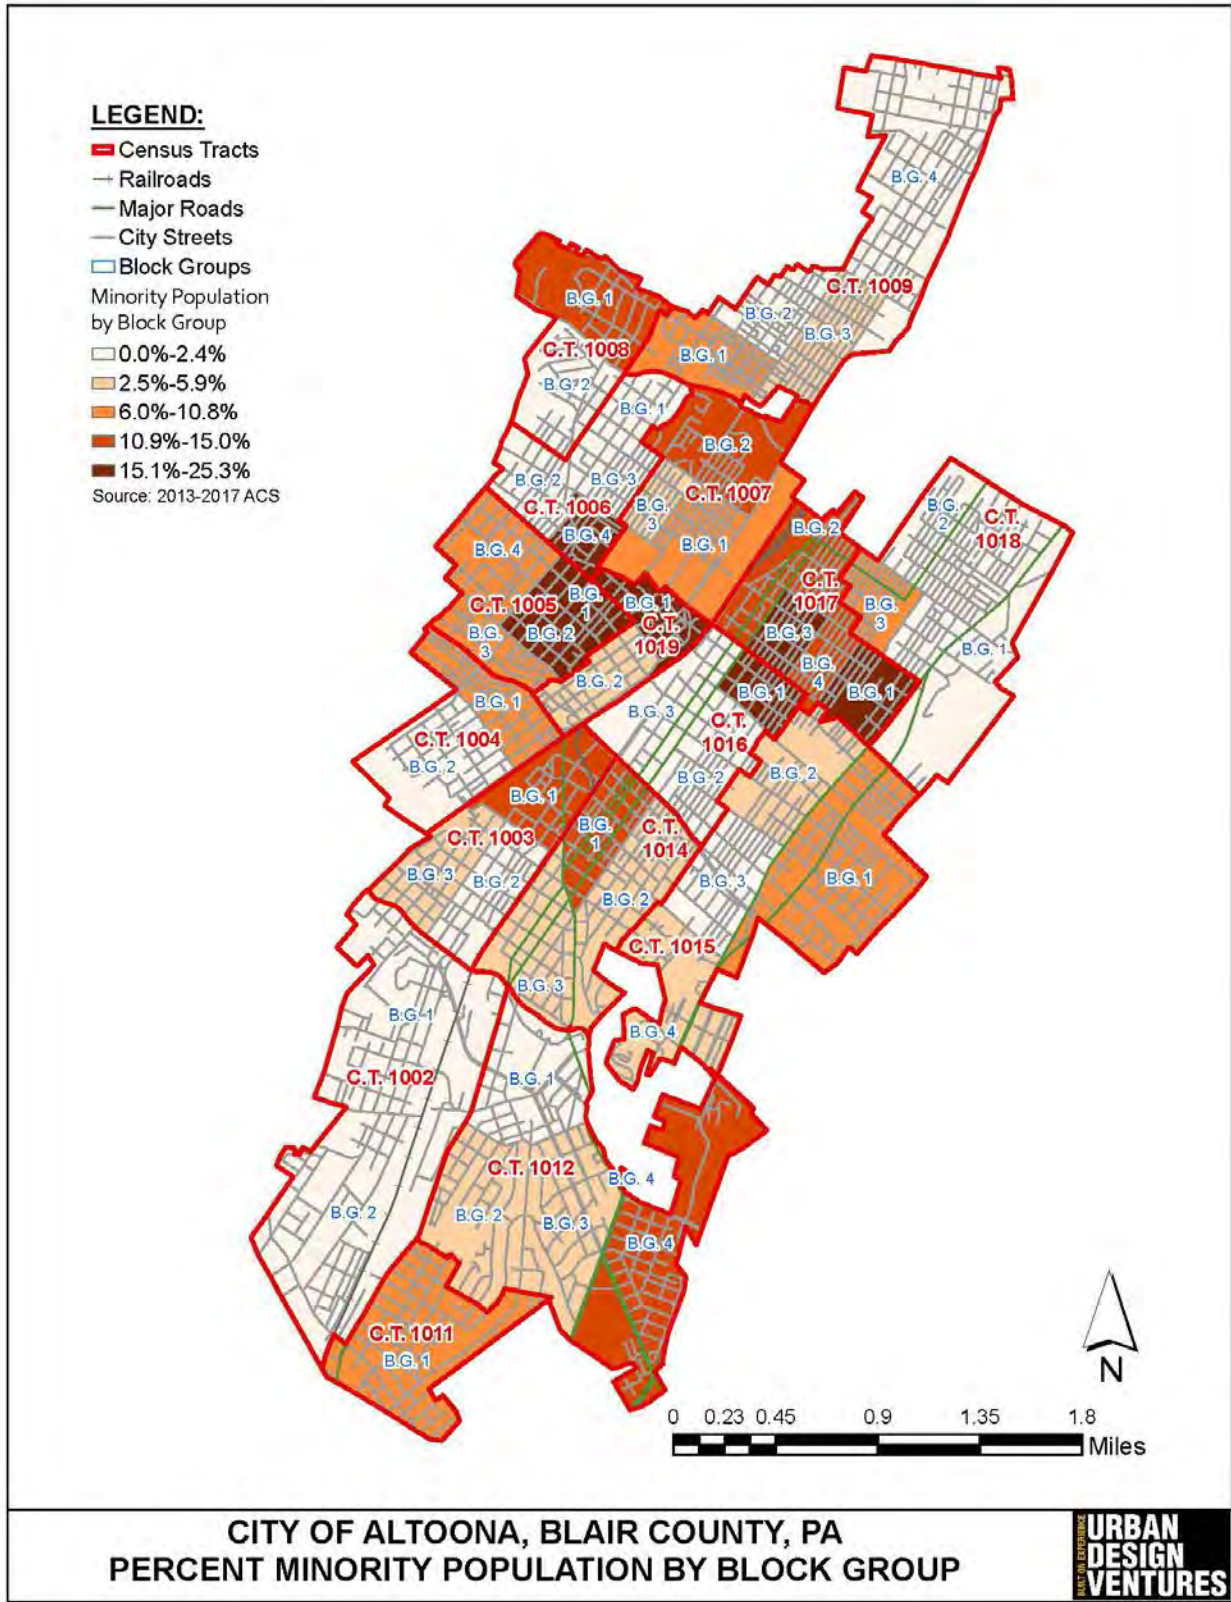 LEGEND:
Census Tracts
Railroads
Major Roads
City Streets
Block Groups
Minority Population
by Block Group
0.0%-2.4%
2.5%-5.9%
6.0%-10.8%
10.9%-15.0%
15.1%-25.3%
Source: 2013-2017 ACS
B.G. 4
C.T. 1009
B.G. 1
B.G. 2
B.G. 3
C.T. 1008
B.G. 1
B.G. 2
B.G. 1
B.G. 2
C.T. 1007
B.G. 2
B.G. 3
C.T. 1006
B.G.
3
B.G. 4
B.G. 1
B.G. 2
B.G.
2
C.T.
1018
B.G. 4
C.T. 1005
B.G.
1
B.G. 2
B.G.
3
B.G. 1
C.T.
1019
B.G. 2
C.T.
1017
B.G.
3
B.G. 3
B.G.
4
B.G. 1
B.G. 1
B.G. 1
B.G. 3
C.T.
1016
B.G. 2
B.G. 1
C.T. 1004
B.G. 2
B.G. 2
B.G. 1
C.T. 1003
B.G.
1
C.T.
1014
B.G. 3
B.G. 2
B.G. 2
B.G. 3
B.G. 1
C.T. 1015
B.G. 3
B.G. 1
B.G. 4
C.T. 1002
B.G. 1
C.T. 1012
B.G. 4
B.G. 2
B.G. 2
B.G. 3
B.G. 4
C.T. 1011
B.G. 1
N
0 0.23 0.45 0.9 1.35 1.8
Miles
CITY OF ALTOONA, BLAIR COUNTY, PA
PERCENT MINORITY POPULATION BY BLOCK GROUP
BUILT ON EXPERIENCE
URBAN
DESIGN
VENTURES